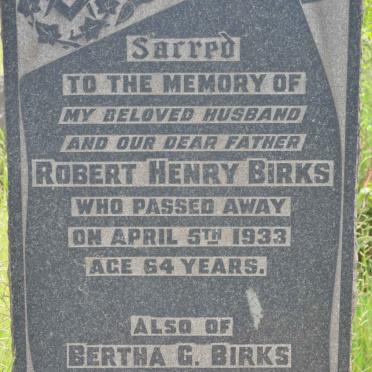 Sacred
TO THE MEMORY OF
MY BELOVED HUSBAND
AND OUR DEAR FATHER
ROBERT HENRY BIRKS
WHO PASSED AWAY
ON APRIL 5TH 1933
AGE 64 YEARS.
ALSO OF
BERTHA G. BIRKS